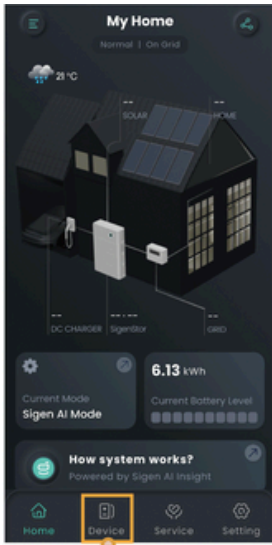 My Home
Normal | On Grid
21 °C
--
SOLAR
--
HOME
--
DC CHARGER
--.--
SigenStor
--
GRID
Current Mode
Sigen AI Mode
6.13 kWh
Current Battery Level
How system works?
Powered by Sigen AI Insight
Home
Device
Service
Setting